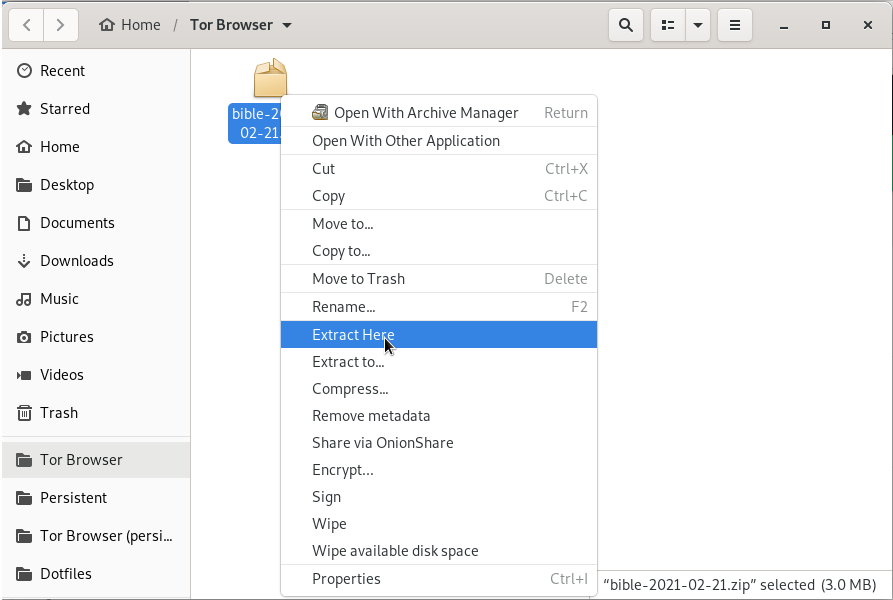 Home / Tor Browser
Recent
Starred
Home
Desktop
Documents
Downloads
Music
Pictures
Videos
Trash
Tor Browser
Persistent
Tor Browser (persi…
Dotfiles
bible-2
02-21.
Open With Archive Manager Return
Open With Other Application
Cut Ctrl+X
Copy Ctrl+C
Move to…
Copy to…
Move to Trash Delete
Rename… F2
Extract Here
Extract to…
Compress…
Remove metadata
Share via OnionShare
Encrypt…
Sign
Wipe
Wipe available disk space
Properties Ctrl+I
“bible-2021-02-21.zip” selected (3.0 MB)